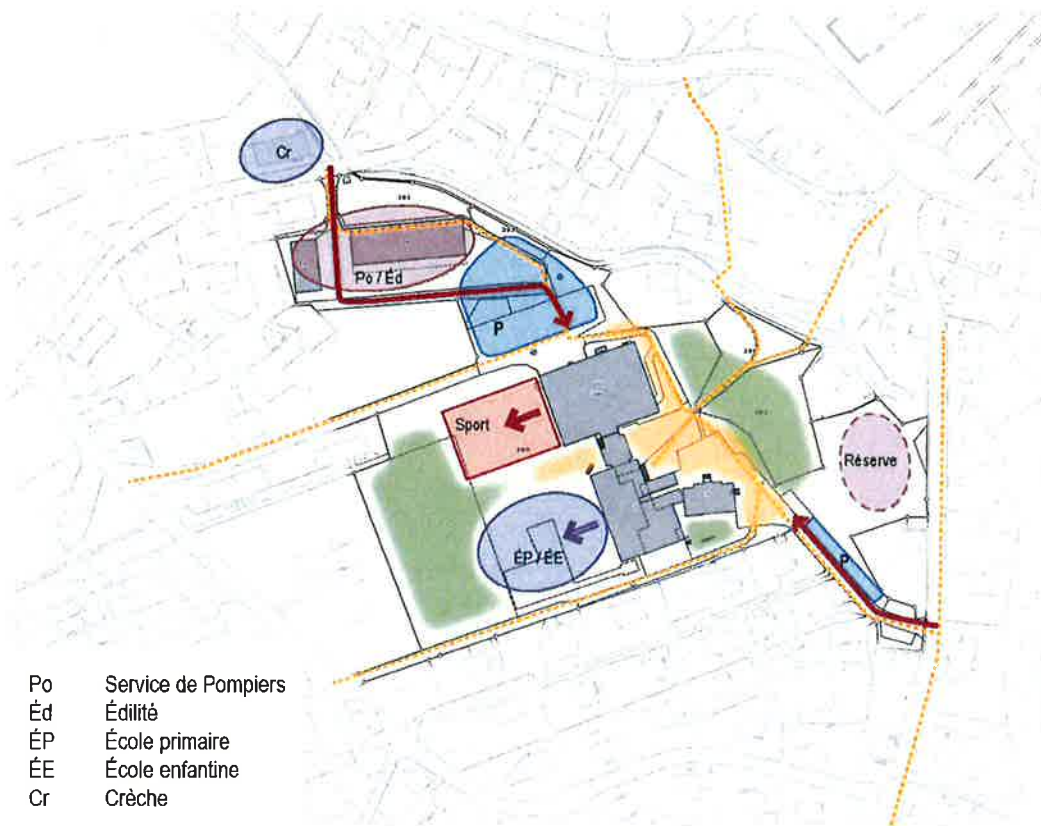 Cr
Po / Éd
P
Sport
Réserve
ÉP / ÉE
P
Po Service de Pompiers
Éd Édilité
ÉP École primaire
ÉE École enfantine
Cr Crèche